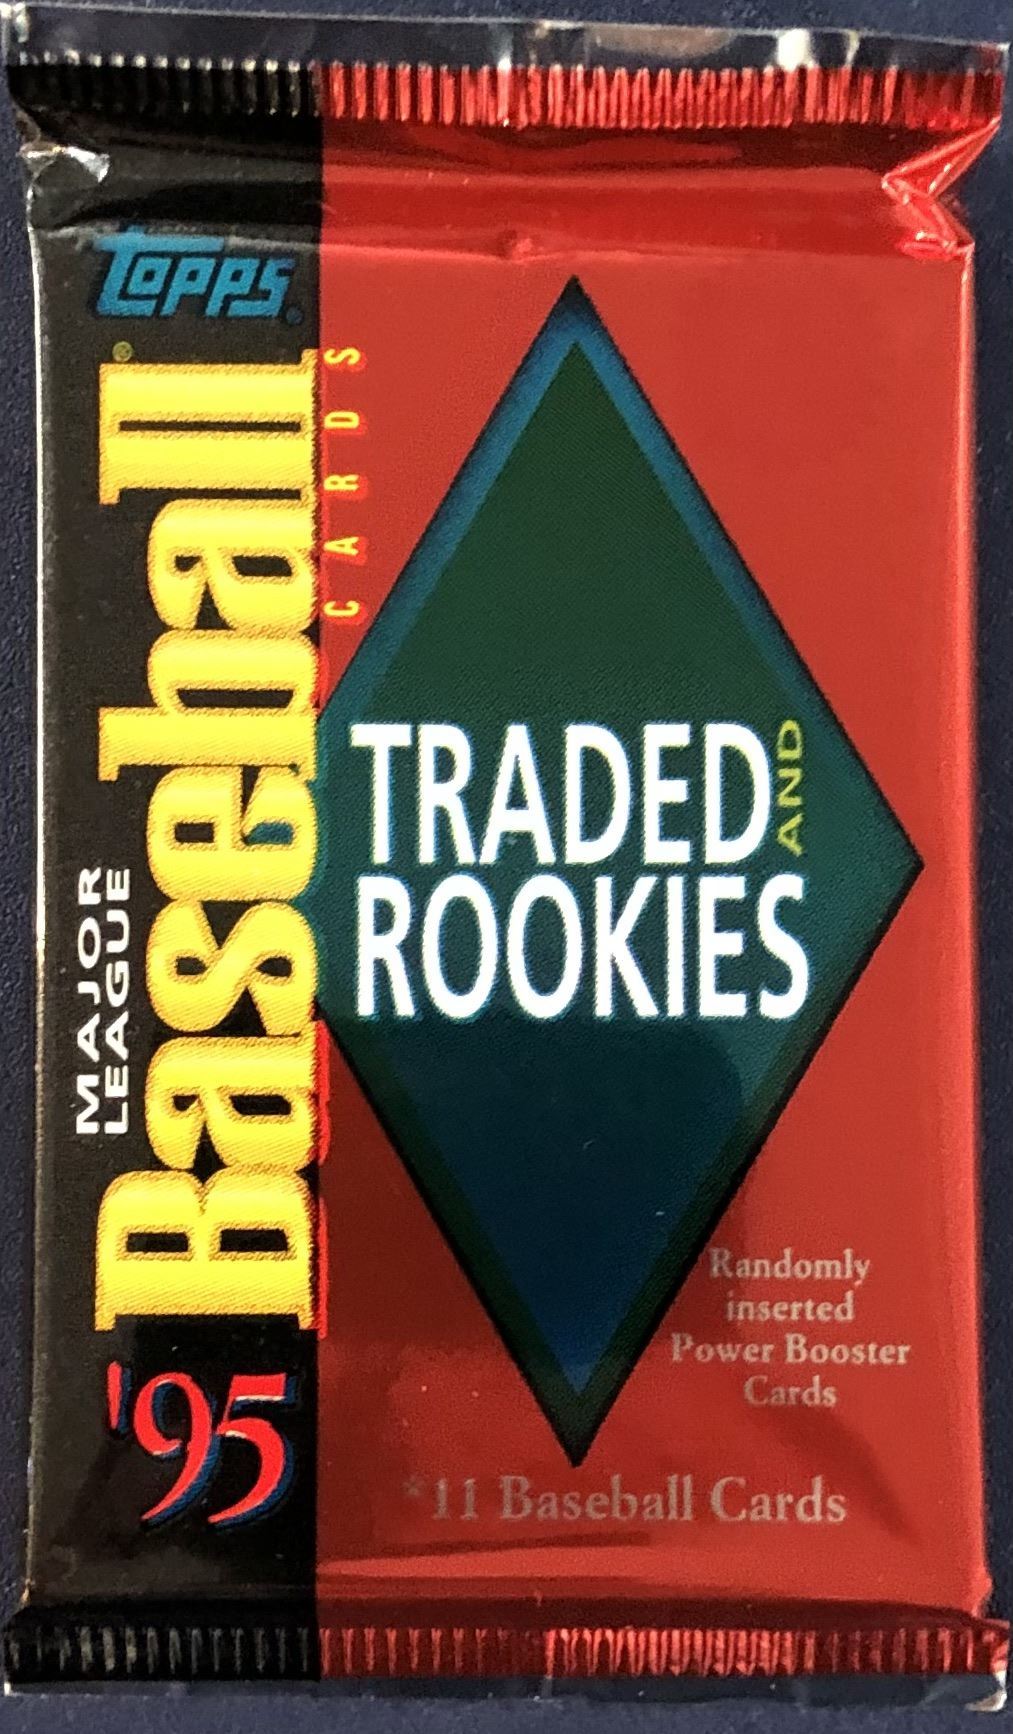 Topps®
MAJOR
LEAGUE
Baseball
CARDS
'95
TRADED
AND
ROOKIES
Randomly
inserted
Power Booster
Cards
*11 Baseball Cards